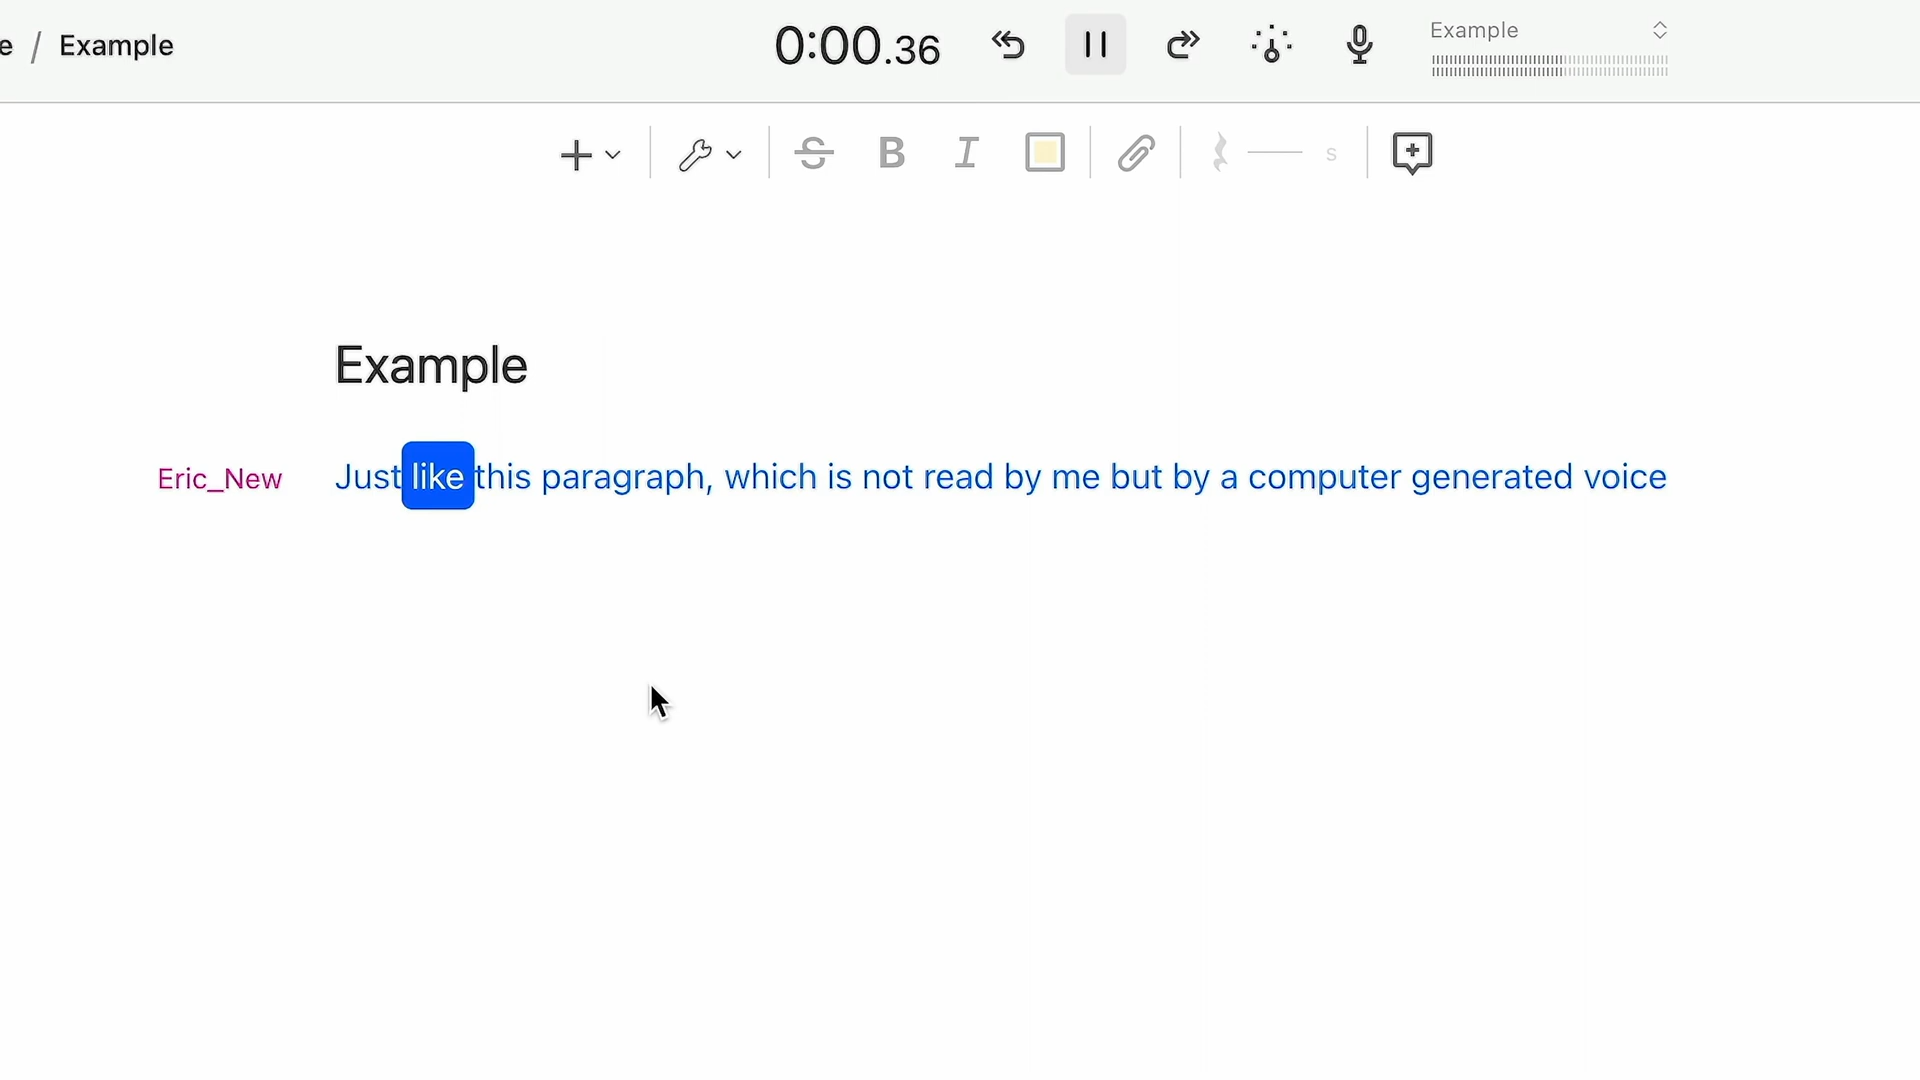 e / Example
0:00.36
Example
S
Example
Eric_New
Just like this paragraph, which is not read by me but by a computer generated voice